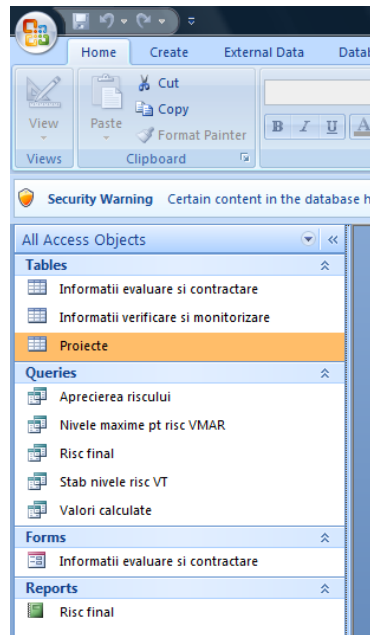 Home Create External Data Datab
View
Paste
Cut
Copy
Format Painter
B I U A
Views Clipboard
Security Warning Certain content in the database h
All Access Objects
Tables
Informatii evaluare si contractare
Informatii verificare si monitorizare
Proiecte
Queries
Aprecierea riscului
Nivele maxime pt risc VMAR
Risc final
Stab nivele risc VT
Valori calculate
Forms
Informatii evaluare si contractare
Reports
Risc final